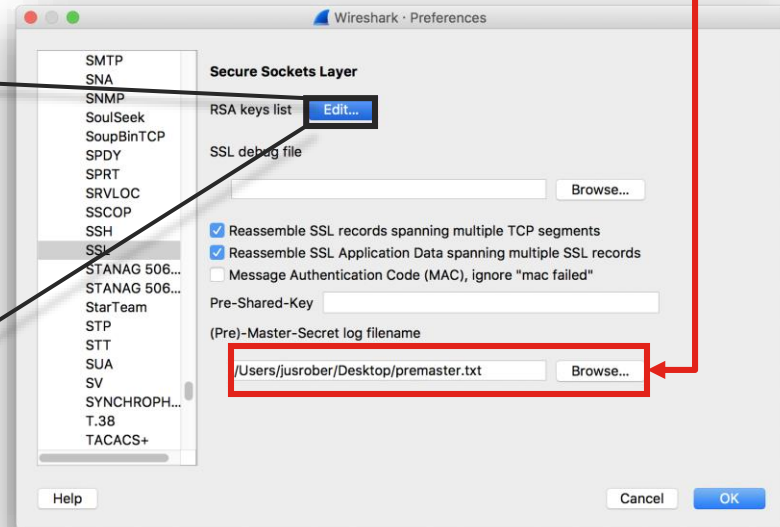 Wireshark · Preferences
SMTP
SNA
SNMP
SoulSeek
SoupBinTCP
SPDY
SPRT
SRVLOC
SSCOP
SSH
SSL
STANAG 506...
STANAG 506...
StarTeam
STP
STT
SUA
SV
SYNCHROPH...
T.38
TACACS+
Secure Sockets Layer
RSA keys list Edit...
SSL debug file
Browse...
Reassemble SSL records spanning multiple TCP segments
Reassemble SSL Application Data spanning multiple SSL records
Message Authentication Code (MAC), ignore "mac failed"
Pre-Shared-Key
(Pre)-Master-Secret log filename
/Users/jusrober/Desktop/premaster.txt Browse...
Help Cancel OK